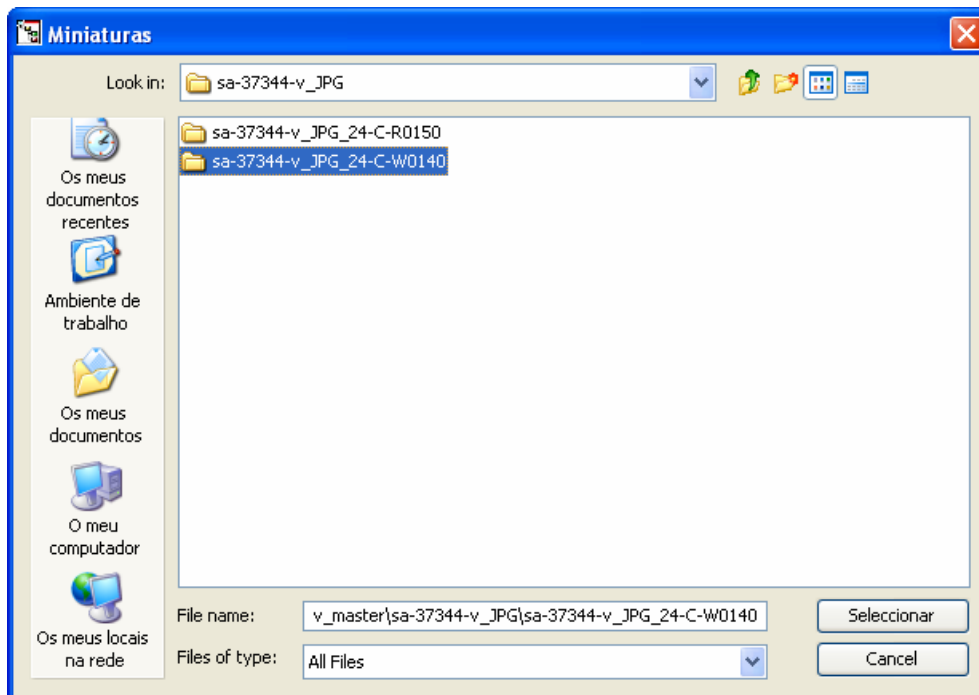 Miniaturas
Look in:
sa-37344-v_JPG
Os meus
documentos
recentes
Ambiente de
trabalho
Os meus
documentos
O meu
computador
Os meus locais
na rede
sa-37344-v_JPG_24-C-R0150
sa-37344-v_JPG_24-C-W0140
File name:
v_master\sa-37344-v_JPG\sa-37344-v_JPG_24-C-W0140
Seleccionar
Files of type:
All Files
Cancel